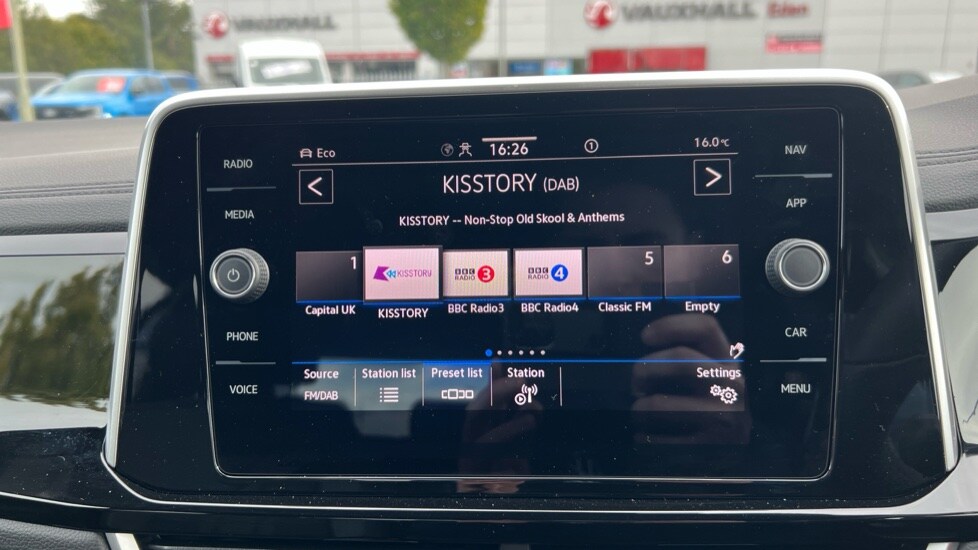 VAUXHALL
VAUXHALL Eden
RADIO
MEDIA
PHONE
VOICE
Eco
16:26
1
16.0°C
<
KISSTORY (DAB)
>
KISSTORY -- Non-Stop Old Skool & Anthems
1
KISSTORY
BBC RADIO 3
BBC RADIO 4
5
6
Capital UK
KISSTORY
BBC Radio3
BBC Radio4
Classic FM
Empty
Source
Station list
Preset list
Station
Settings
FM/DAB
NAV
APP
CAR
MENU